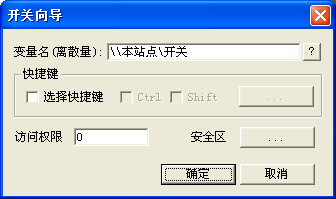 开关向导
变量名(离散量): \\本站点\开关 ?
快捷键
选择快捷键 Ctrl Shift ...
访问权限 0 安全区 ...
确定 取消